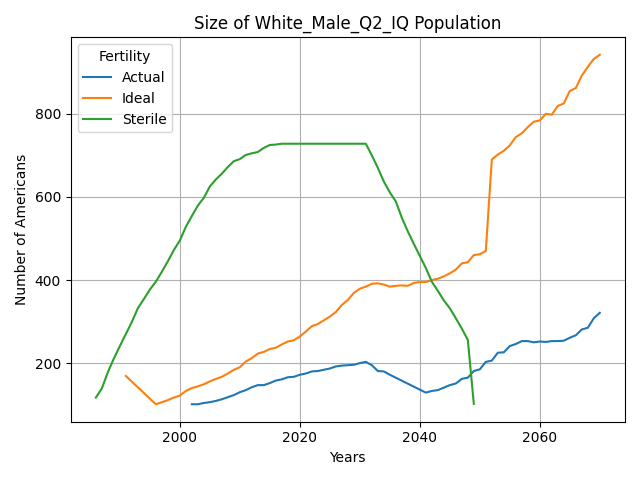 Size of White_Male_Q2_IQ Population
Fertility
Actual
Ideal
Sterile
Number of Americans
800
600
400
200
2000 2020 2040 2060
Years